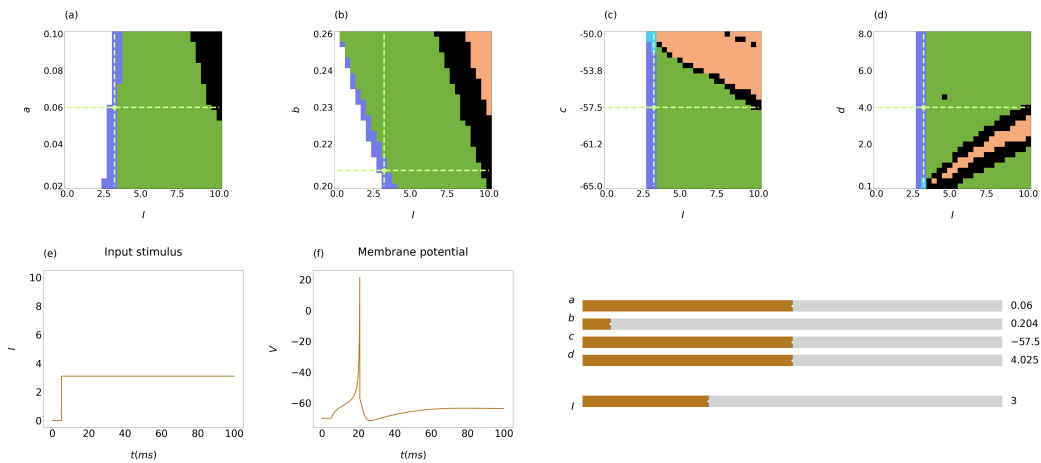 (a)
0.10
0.08
0.06
0.04
0.02
a
0.0 2.5 5.0 7.5 10.0
I
(b)
0.26
0.24
0.23
0.22
0.20
b
0.0 2.5 5.0 7.5 10.0
I
(c)
-50.0
-53.8
-57.5
-61.2
-65.0
c
0.0 2.5 5.0 7.5 10.0
I
(d)
8.0
6.0
4.0
2.0
0.1
d
0.0 2.5 5.0 7.5 10.0
I
(e) Input stimulus
10
8
6
4
2
0
I
0 20 40 60 80 100
t(ms)
(f) Membrane potential
20
0
−20
−40
−60
V
0 20 40 60 80 100
t(ms)
a 0.06
b 0.204
c −57.5
d 4.025
I 3